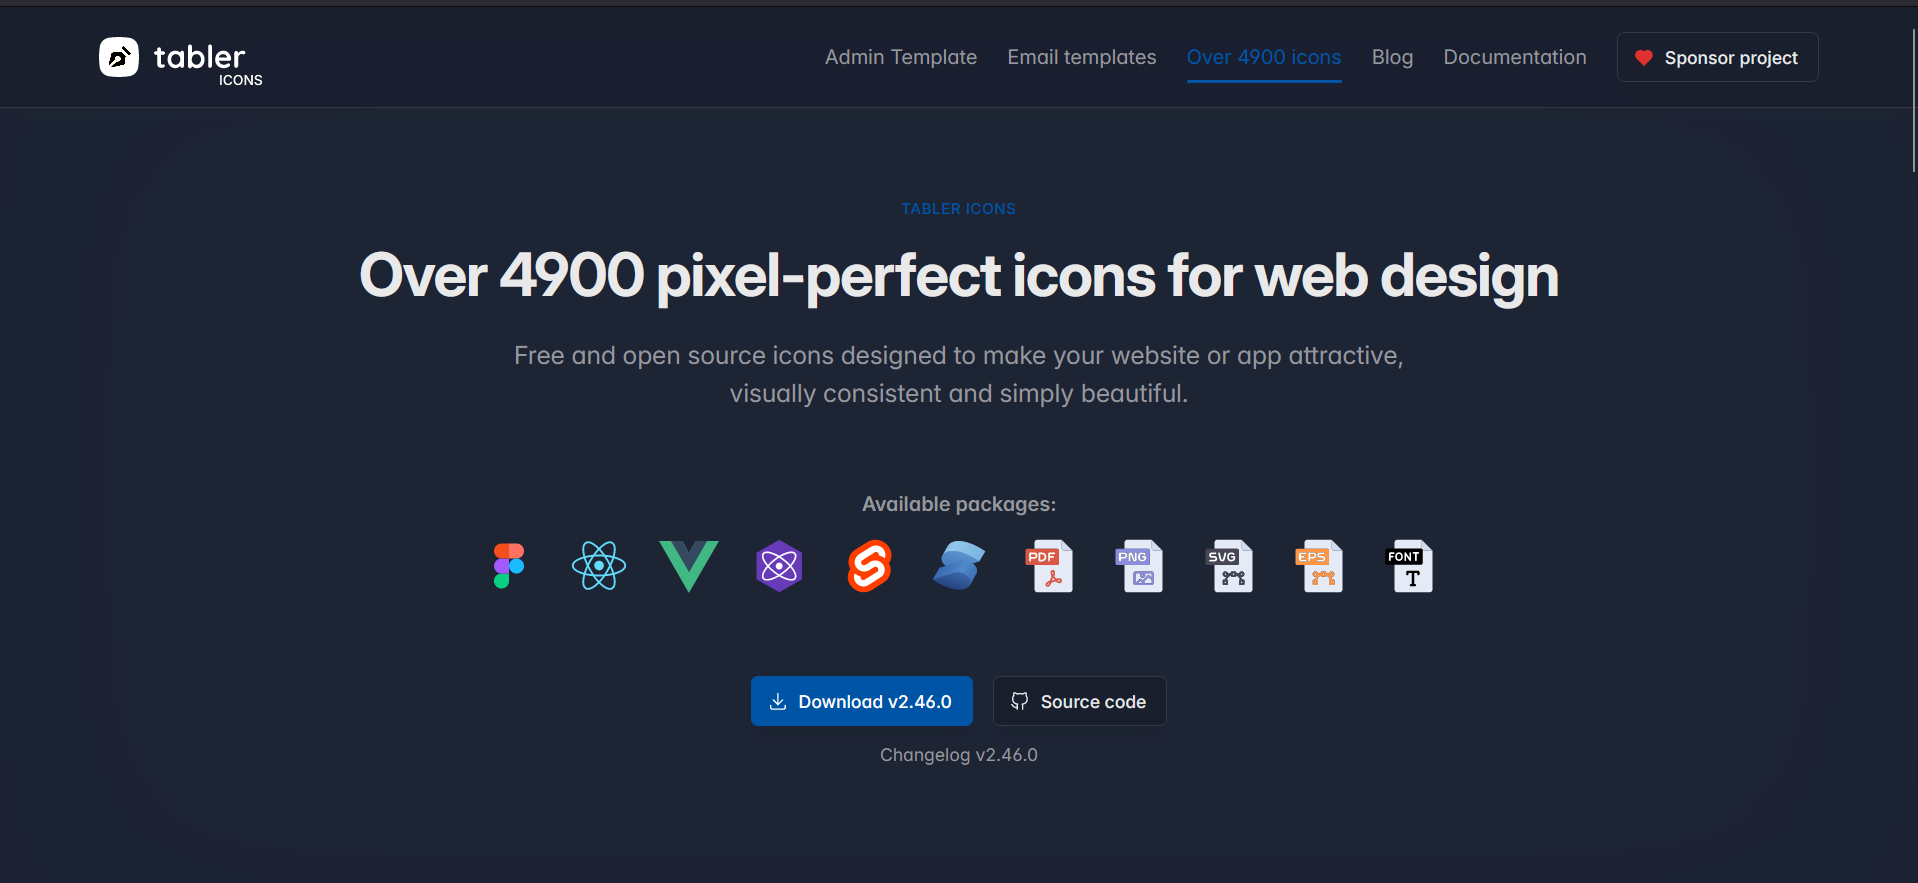 tabler
ICONS
Admin Template
Email templates
Over 4900 icons
Blog
Documentation
Sponsor project
TABLER ICONS
Over 4900 pixel-perfect icons for web design
Free and open source icons designed to make your website or app attractive,
visually consistent and simply beautiful.
Available packages:
PDF
PNG
SVG
EPS
FONT
T
Download v2.46.0
Source code
Changelog v2.46.0